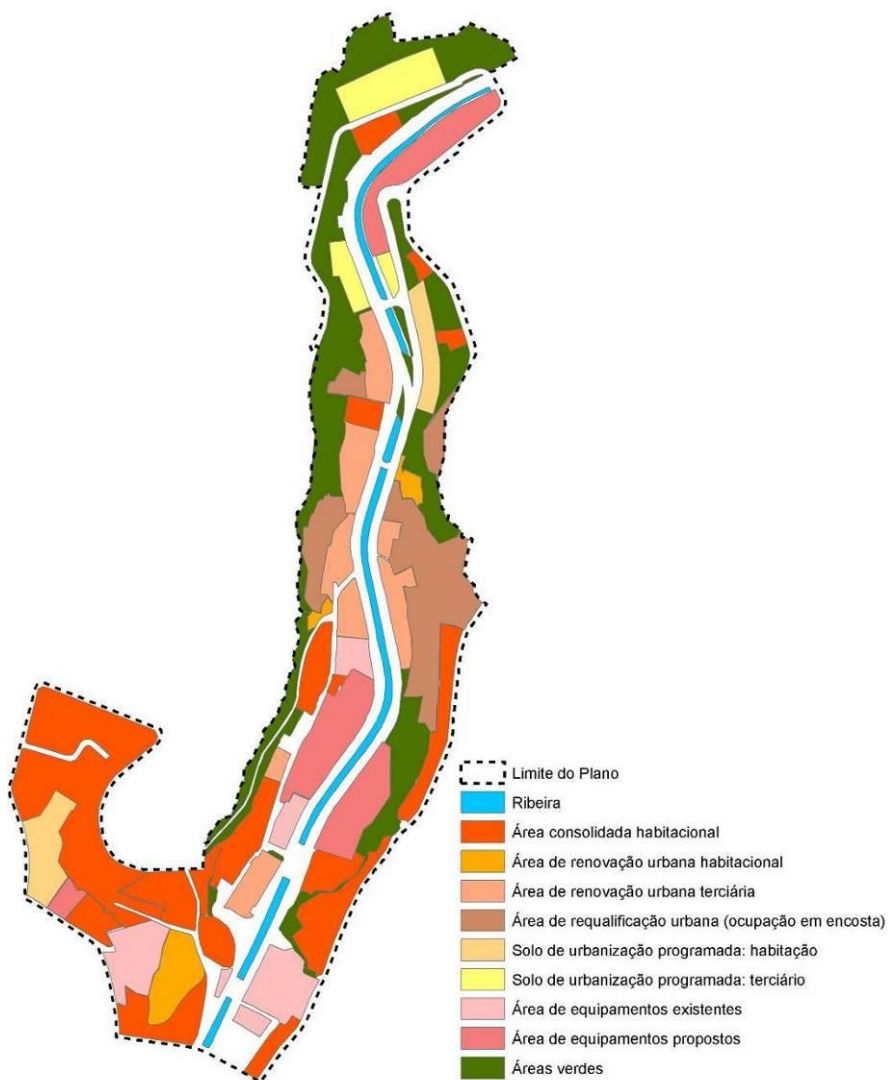 Limite do Plano
Ribeira
Área consolidada habitacional
Área de renovação urbana habitacional
Área de renovação urbana terciária
Área de requalificação urbana (ocupação em encosta)
Solo de urbanização programada: habitação
Solo de urbanização programada: terciário
Área de equipamentos existentes
Área de equipamentos propostos
Áreas verdes